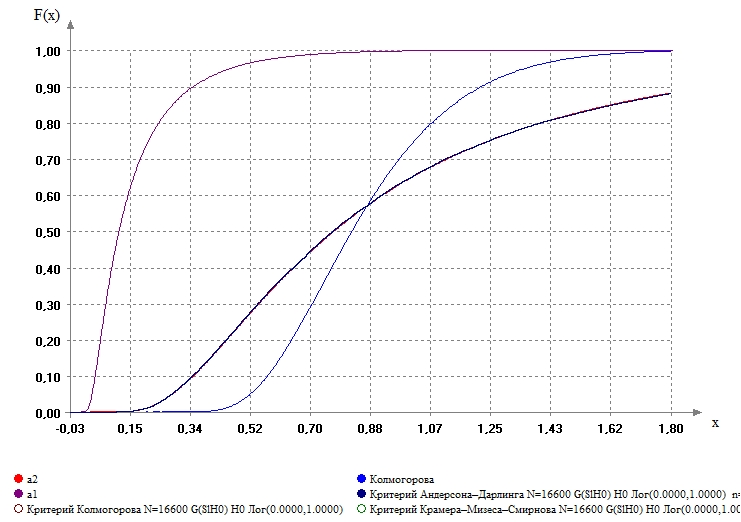 F(x)
1,00
0,90
0,80
0,70
0,60
0,50
0,40
0,30
0,20
0,10
0,00
-0,03 0,15 0,34 0,52 0,70 0,88 1,07 1,25 1,43 1,62 1,80
x
a2
Колмогорова
a1
Критерий Андерсона–Дарлинга N=16600 G(S|H0) H0 Лог(0.0000,1.0000) n=
Критерий Колмогорова N=16600 G(S|H0) H0 Лог(0.0000,1.0000)
Критерий Крамера–Мизеса–Смирнова N=16600 G(S|H0) H0 Лог(0.0000,1.00